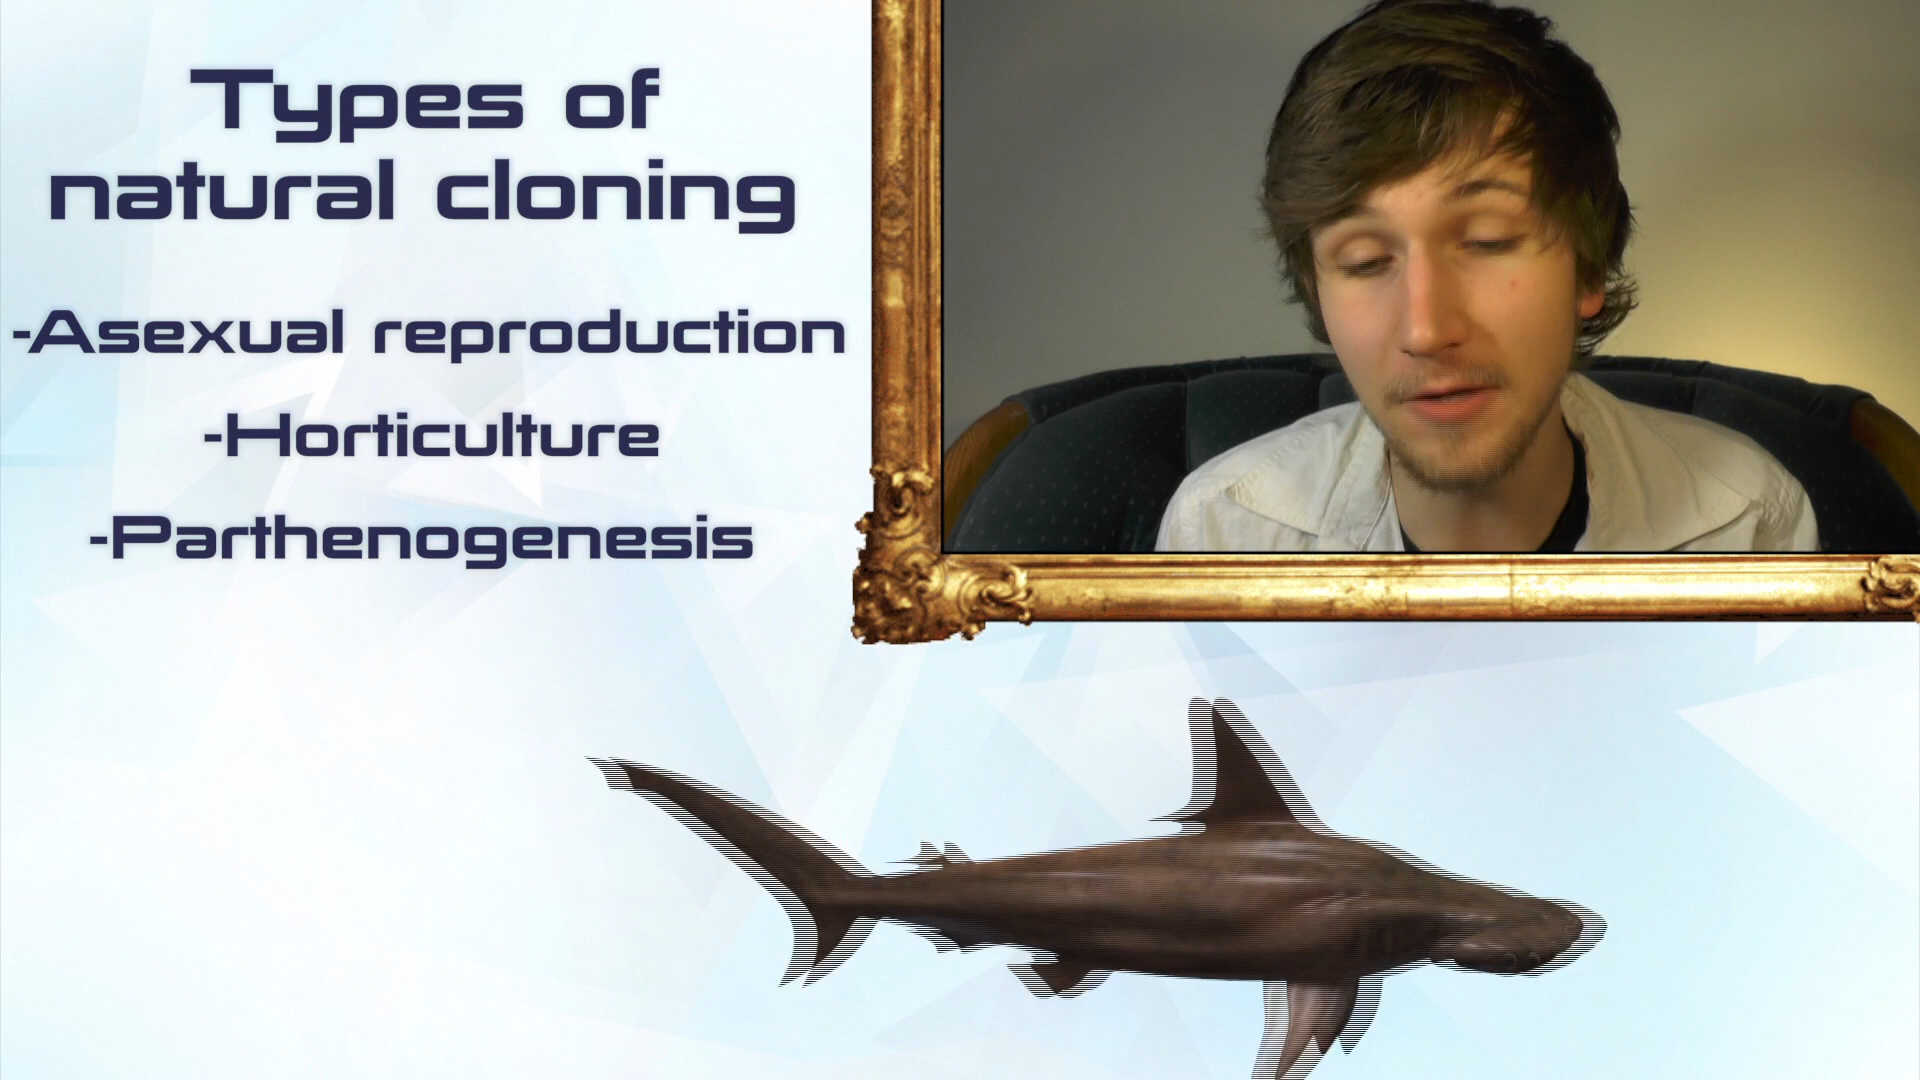 Types of
natural cloning
-Asexual reproduction
-Horticulture
-Parthenogenesis